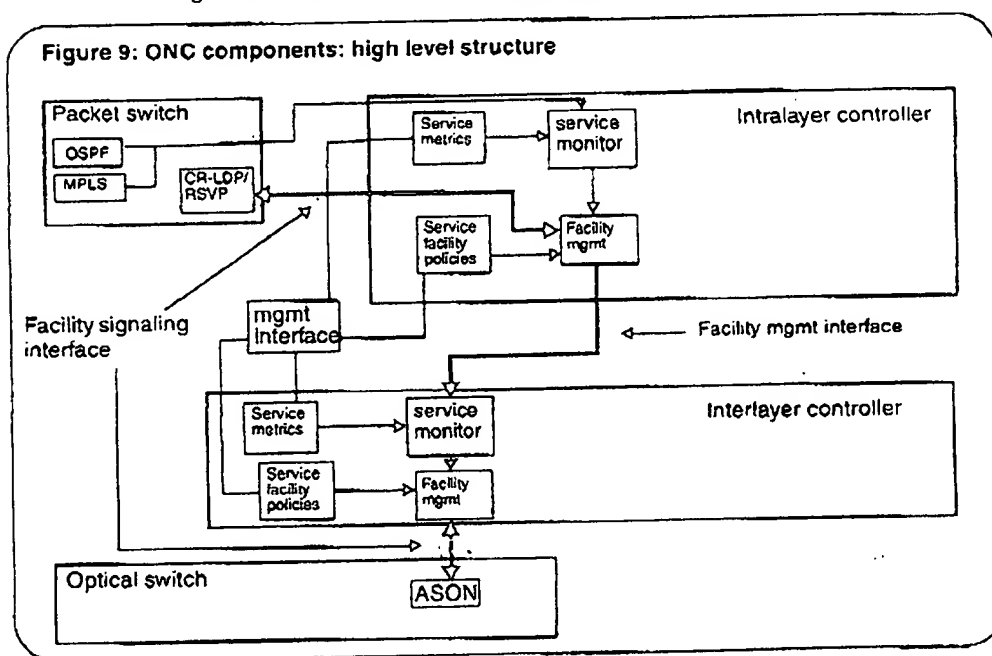 Figure 9: ONC components: high level structure
Packet switch
OSPF
MPLS
CR-LDP/
RSVP
Service
metrics
service
monitor
Intralayer controller
Service
facility
policies
Facility
mgmt
mgmt
Interface
Facility signaling
interface
Facility mgmt interface
Service
metrics
service
monitor
Interlayer controller
Service
facility
policies
Facility
mgmt
Optical switch
ASON